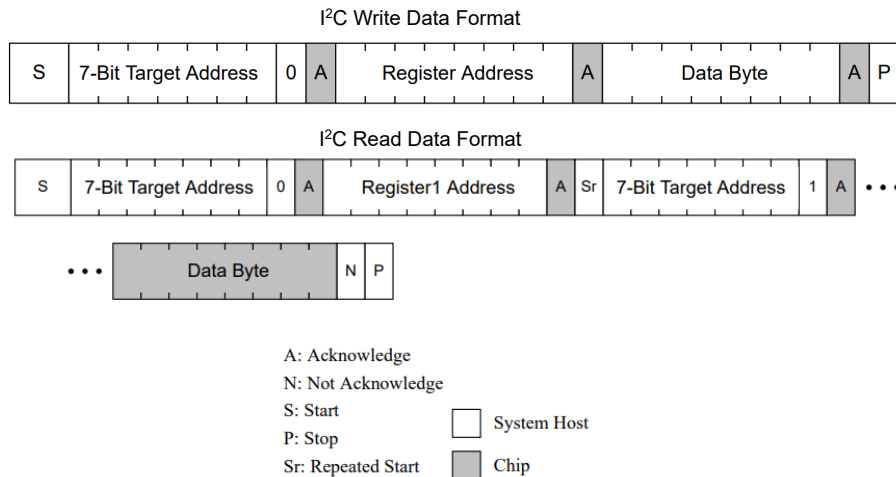 I²C Write Data Format
S 7-Bit Target Address 0 A Register Address A Data Byte A P
I²C Read Data Format
S 7-Bit Target Address 0 A Register1 Address A Sr 7-Bit Target Address 1 A •••
••• Data Byte N P
A: Acknowledge
N: Not Acknowledge
S: Start
P: Stop
Sr: Repeated Start
System Host
Chip